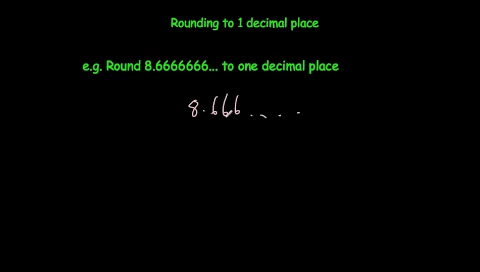 Rounding to 1 decimal place
e.g. Round 8.6666666... to one decimal place
8.666....